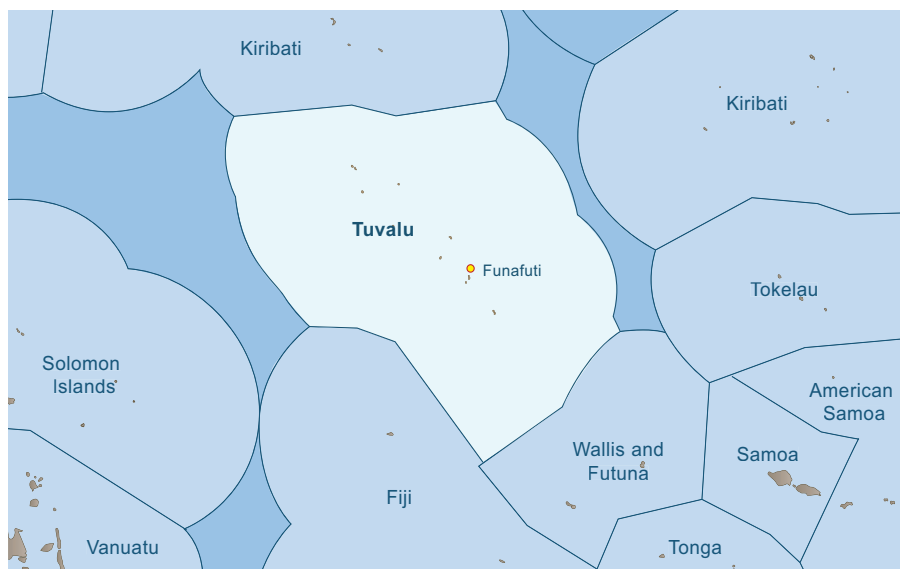 Kiribati
Kiribati
Tuvalu
Funafuti
Tokelau
Solomon
Islands
American
Samoa
Wallis and
Futuna
Samoa
Fiji
Vanuatu
Tonga